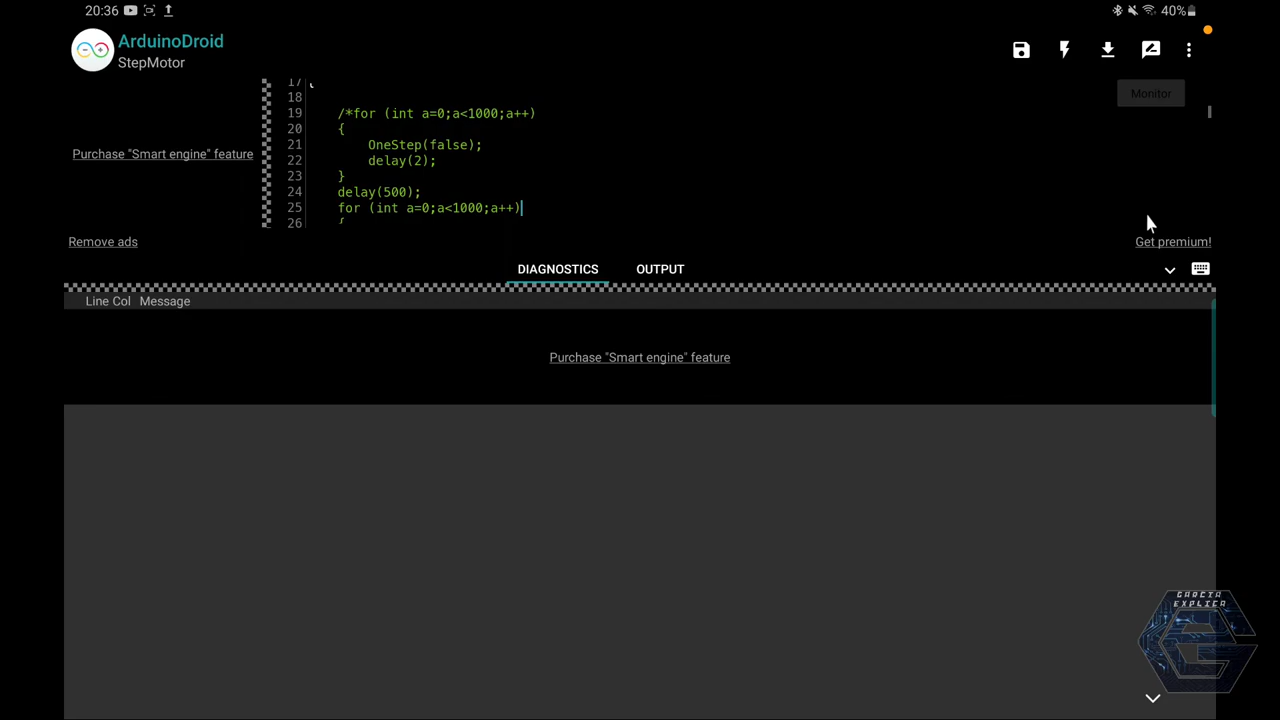 20:36
40%
ArduinoDroid
StepMotor
Monitor
Purchase "Smart engine" feature
17 {
18
19 /*for (int a=0;a<1000;a++)
20 {
21 OneStep(false);
22 delay(2);
23 }
24 delay(500);
25 for (int a=0;a<1000;a++)
26 {
Remove ads
Get premium!
DIAGNOSTICS
OUTPUT
Line Col Message
Purchase "Smart engine" feature
GARCIA
EXPLICA